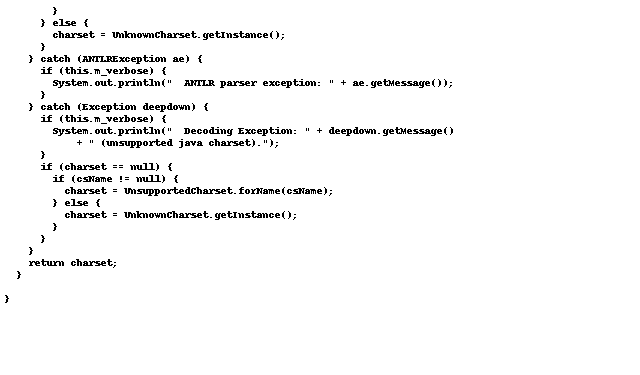 }
      } else {
        charset = UnknownCharset.getInstance();
      }
    } catch (ANTLRException ae) {
      if (this.m_verbose) {
        System.out.println("  ANTLR parser exception: " + ae.getMessage());
      }
    } catch (Exception deepdown) {
      if (this.m_verbose) {
        System.out.println("  Decoding Exception: " + deepdown.getMessage()
            + " (unsupported java charset).");
      }
      if (charset == null) {
        if (csName != null) {
          charset = UnsupportedCharset.forName(csName);
        } else {
          charset = UnknownCharset.getInstance();
        }
      }
    }
    return charset;
  }

}